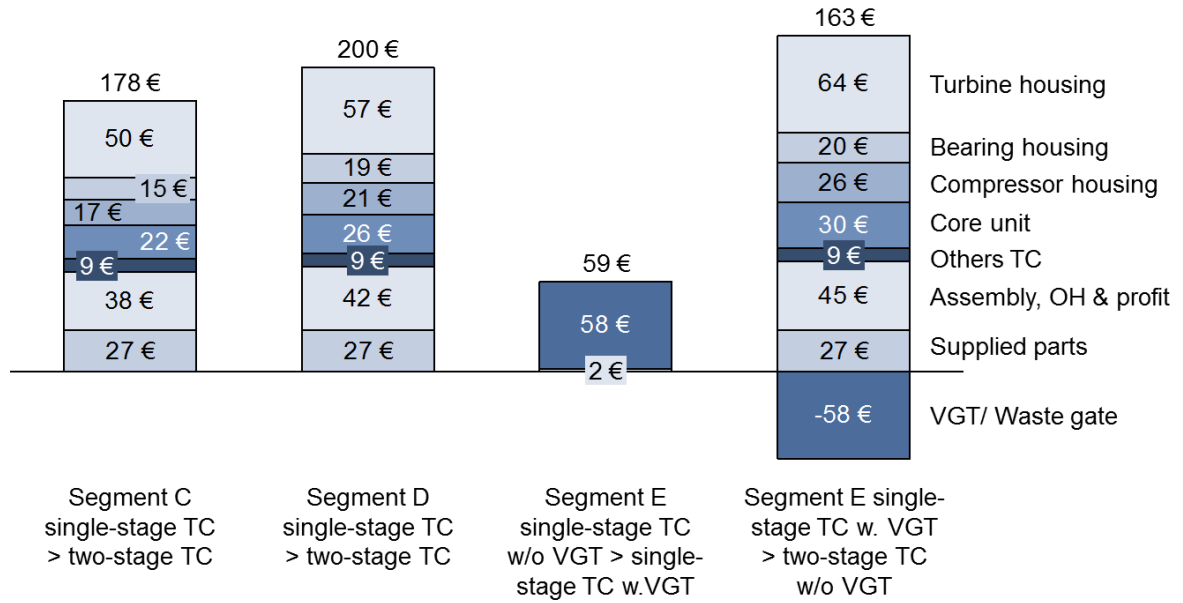 178 €
50 €
15 €
17 €
22 €
9 €
38 €
27 €
200 €
57 €
19 €
21 €
26 €
9 €
42 €
27 €
59 €
58 €
2 €
163 €
64 €
20 €
26 €
30 €
9 €
45 €
27 €
-58 €
Turbine housing
Bearing housing
Compressor housing
Core unit
Others TC
Assembly, OH & profit
Supplied parts
VGT/ Waste gate
Segment C
single-stage TC
> two-stage TC
Segment D
single-stage TC
> two-stage TC
Segment E
single-stage TC
w/o VGT > single-
stage TC w.VGT
Segment E single-
stage TC w. VGT
> two-stage TC
w/o VGT